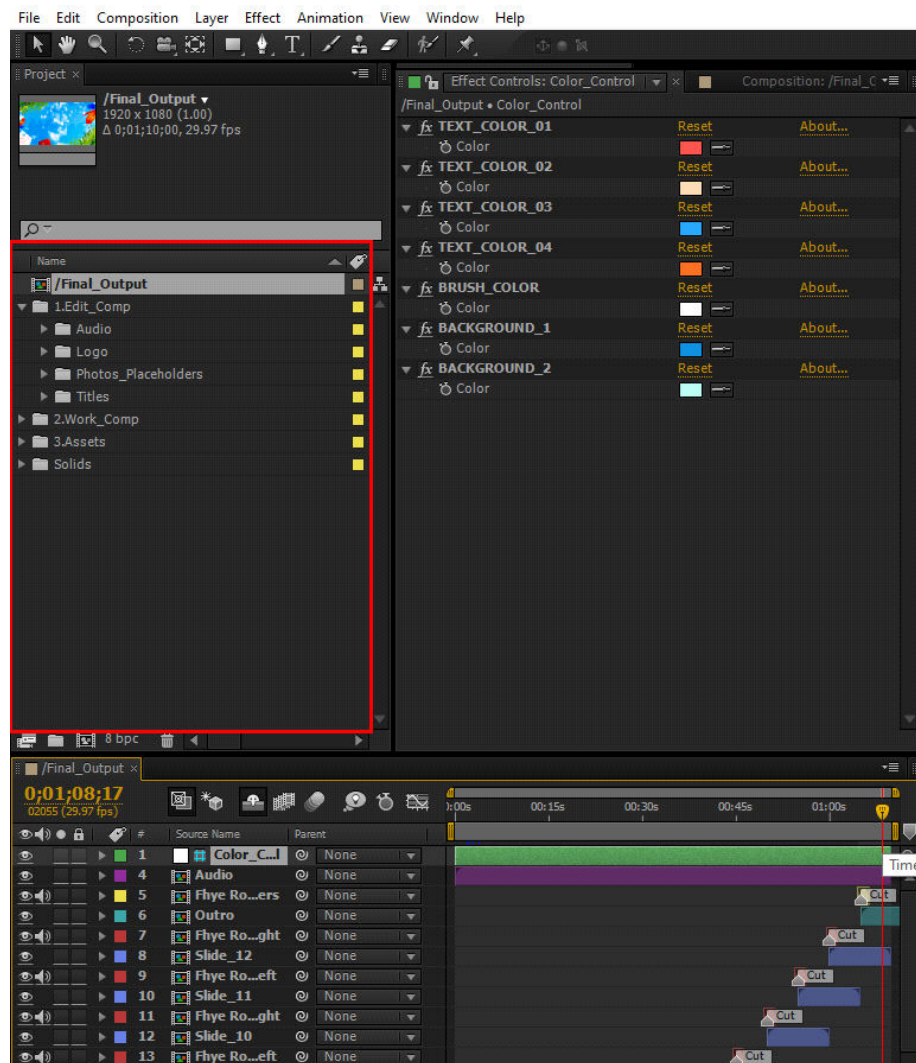 File Edit Composition Layer Effect Animation View Window Help
Project ×
/Final_Output
1920 x 1080 (1.00)
Δ 0;01;10;00, 29.97 fps
Name
/Final_Output
1.Edit_Comp
Audio
Logo
Photos_Placeholders
Titles
2.Work_Comp
3.Assets
Solids
8 bpc
Effect Controls: Color_Control ×
Composition: /Final_C
/Final_Output • Color_Control
fx TEXT_COLOR_01 Reset About...
Color
fx TEXT_COLOR_02 Reset About...
Color
fx TEXT_COLOR_03 Reset About...
Color
fx TEXT_COLOR_04 Reset About...
Color
fx BRUSH_COLOR Reset About...
Color
fx BACKGROUND_1 Reset About...
Color
fx BACKGROUND_2 Reset About...
Color
/Final_Output ×
0;01;08;17
02055 (29.97 fps)
):00s 00:15s 00:30s 00:45s 01:00s
# Source Name Parent
1 Color_C...l None
Time
4 Audio None
5 Fhye Ro...ers None Cut
6 Outro None
7 Fhye Ro...ght None Cut
8 Slide_12 None
9 Fhye Ro...eft None Cut
10 Slide_11 None
11 Fhye Ro...ght None Cut
12 Slide_10 None
13 Fhye Ro...eft None Cut